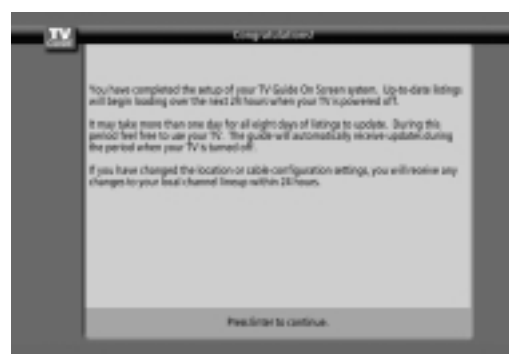 TV
GUIDE
Congratulations!
You have completed the setup of your TV Guide On Screen system. Up-to-date listings
will begin loading over the next 24 hours when your TV is powered off.
It may take more than one day for all eight days of listings to update. During this
period feel free to use your TV. The guide will automatically receive updates during
the period when your TV is turned off.
If you have changed the location or cable configuration settings, you will receive any
changes to your local channel lineup within 24 hours.
Press Enter to continue.